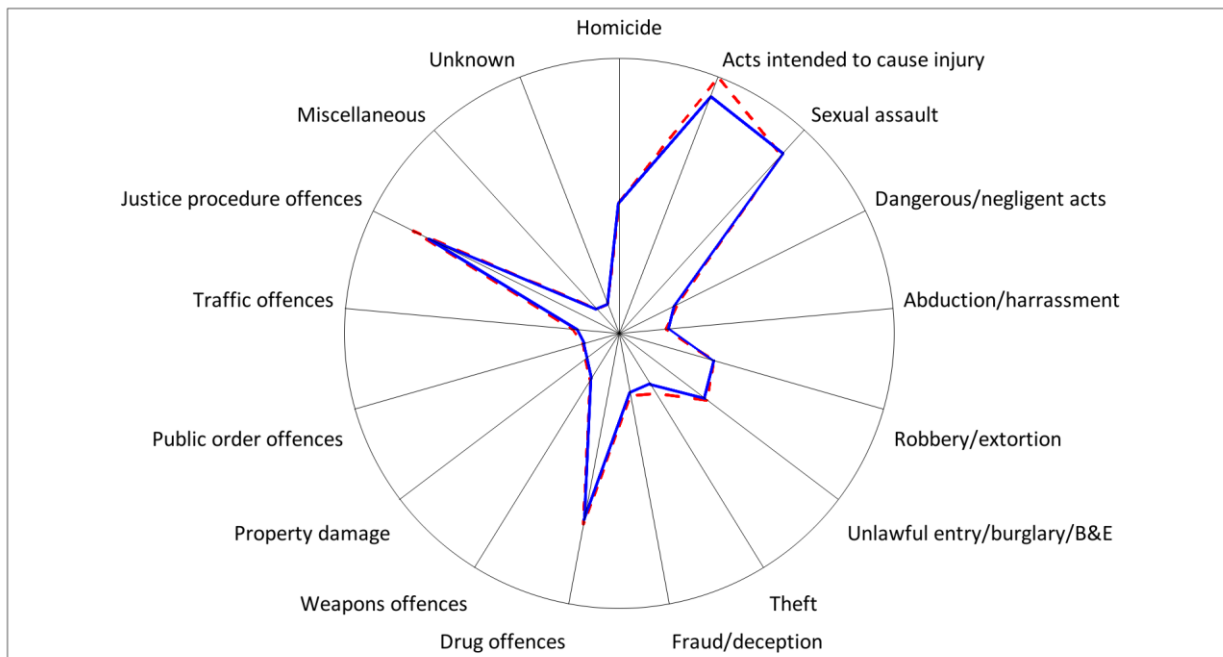 Homicide
Unknown
Acts intended to cause injury
Miscellaneous
Sexual assault
Justice procedure offences
Dangerous/negligent acts
Traffic offences
Abduction/harrassment
Public order offences
Robbery/extortion
Property damage
Unlawful entry/burglary/B&E
Weapons offences
Theft
Drug offences
Fraud/deception